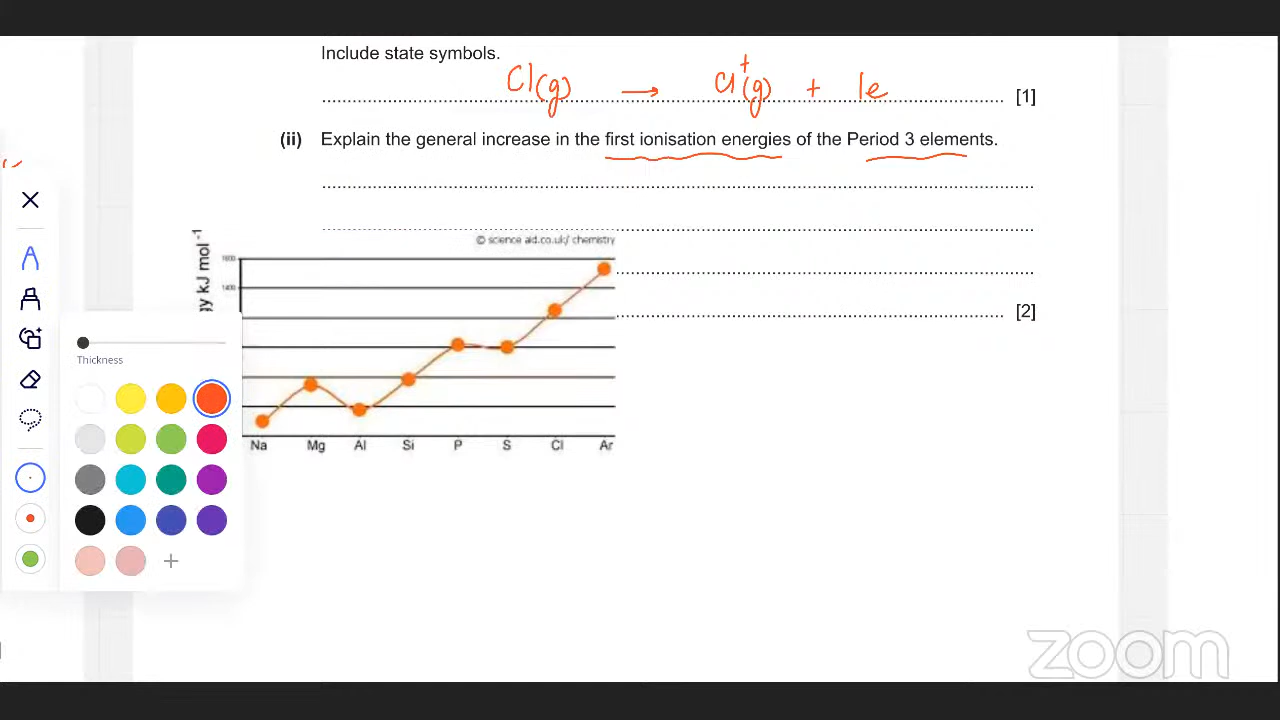 Include state symbols.
Cl(g) → Cl⁺(g) + 1e
[1]
(ii) Explain the general increase in the first ionisation energies of the Period 3 elements.
© science aid.co.uk/ chemistry
gy kJ mol⁻¹
1600
1400
[2]
Thickness
Na Mg Al Si P S Cl Ar
zoom